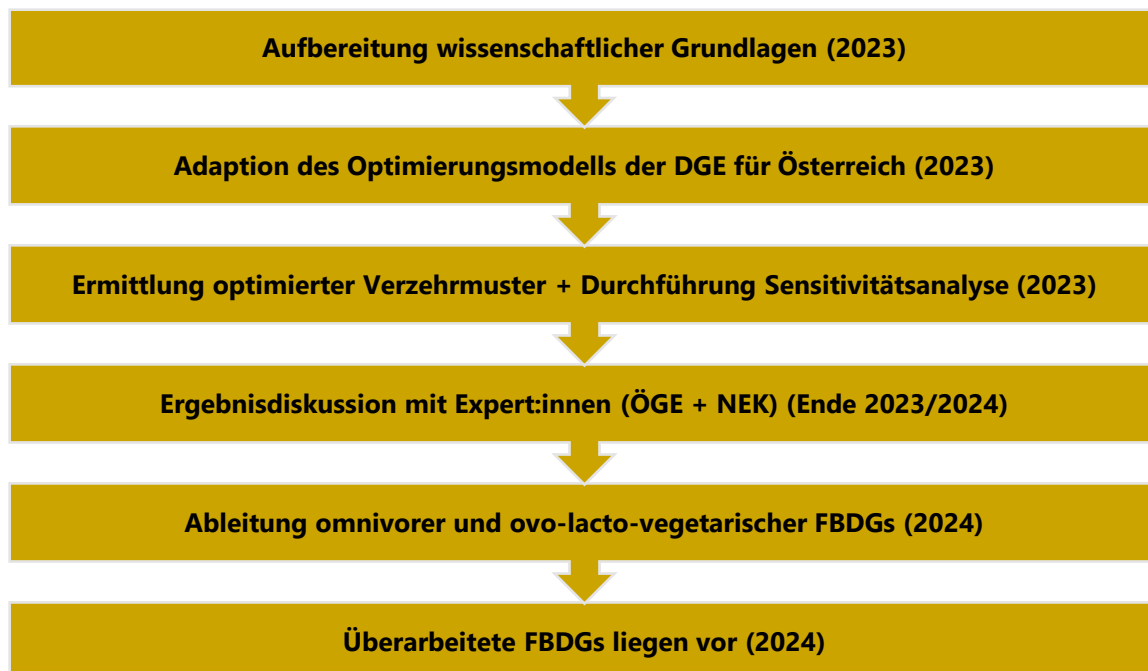 Aufbereitung wissenschaftlicher Grundlagen (2023)
Adaption des Optimierungsmodells der DGE für Österreich (2023)
Ermittlung optimierter Verzehrmuster + Durchführung Sensitivitätsanalyse (2023)
Ergebnisdiskussion mit Expert:innen (ÖGE + NEK) (Ende 2023/2024)
Ableitung omnivorer und ovo-lacto-vegetarischer FBDGs (2024)
Überarbeitete FBDGs liegen vor (2024)